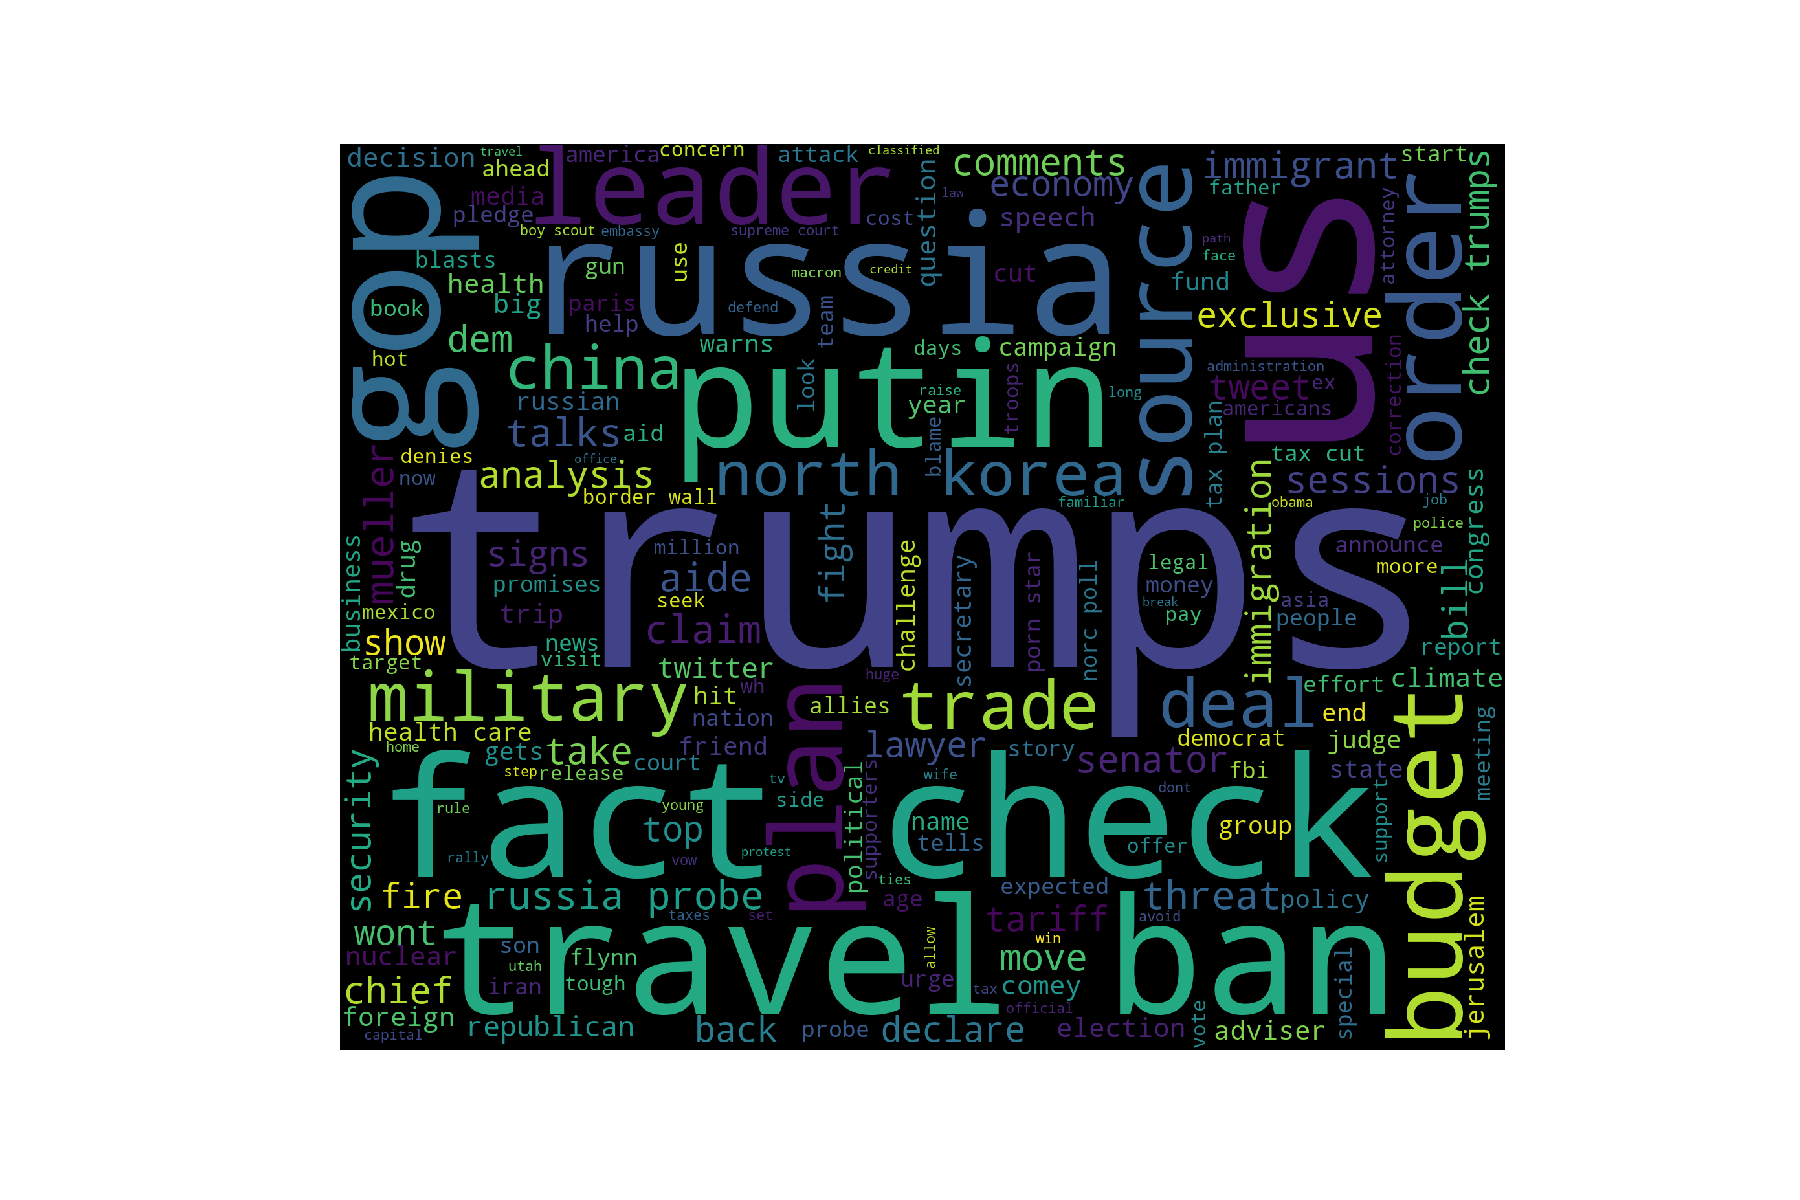 decision
travel
ahead
america
concern
attack
classified
comments
immigrant
start
media
leader
law
economy
father
pledge
cost
question
speech
source
us
attorney
order
check trumps
gop
boy scout
embassy
supreme court
blasts
russia
path
face
health
gun
use
macron
credit
fund
book
big
paris
defend
exclusive
help
team
dem
warns
days
campaign
hot
china
putin
administration
correction
look
raise
long
tweet
ex
russian
year
troops
americans
talks
aid
blame
tax plan
tax cut
denies
office
mueller
now
analysis
north korea
sessions
border wall
familiar
obama
job
congress
immigration
police
trumps
business
drug
signs
million
fight
announce
promises
aide
legal
moore
bill
seek
challenge
secretary
porn star
norc poll
money
break
asia
mexico
trip
pay
people
show
claim
news
target
visit
twitter
huge
report
military
wh
hit
allies
trade
deal
effort
climate
nation
end
health care
plan
home
gets
take
friend
lawyer
story
democrat
judge
budget
meeting
security
step
release
court
tv
senator
fbi
state
wife
dont
fact check
rule
young
side
top
political
supporters
name
group
support
rally
vow
protest
tells
offer
ties
fire
russia probe
age
expected
threat
policy
wont
travel ban
taxes
set
tariff
avoid
jerusalem
son
allow
win
nuclear
utah
flynn
move
special
chief
iran
tough
urge
tax
comey
foreign
official
vote
capital
republican
back
probe
declare
election
adviser